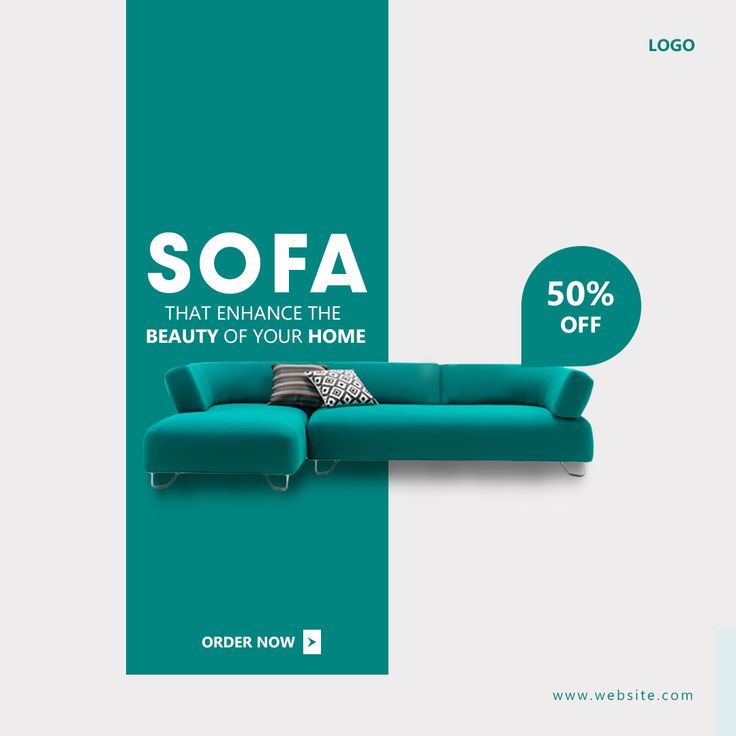 LOGO
SOFA
THAT ENHANCE THE
BEAUTY OF YOUR HOME
50%
OFF
ORDER NOW
www.website.com